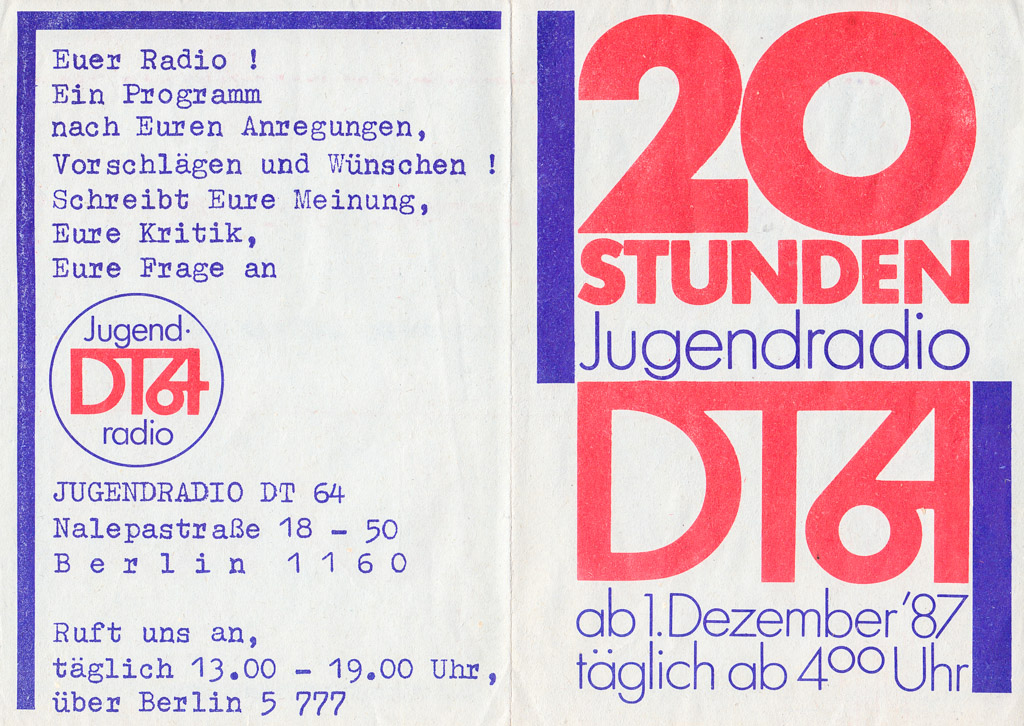 Euer Radio !
Ein Programm
nach Euren Anregungen,
Vorschlägen und Wünschen !
Schreibt Eure Meinung,
Eure Kritik,
Eure Frage an
Jugend-
DT64
radio
JUGENDRADIO DT 64
Nalepastraße 18 - 50
Berlin 1160
Ruft uns an,
täglich 13.00 - 19.00 Uhr,
über Berlin 5 777
20
STUNDEN
Jugendradio
DT64
ab 1. Dezember '87
täglich ab 4⁰⁰ Uhr